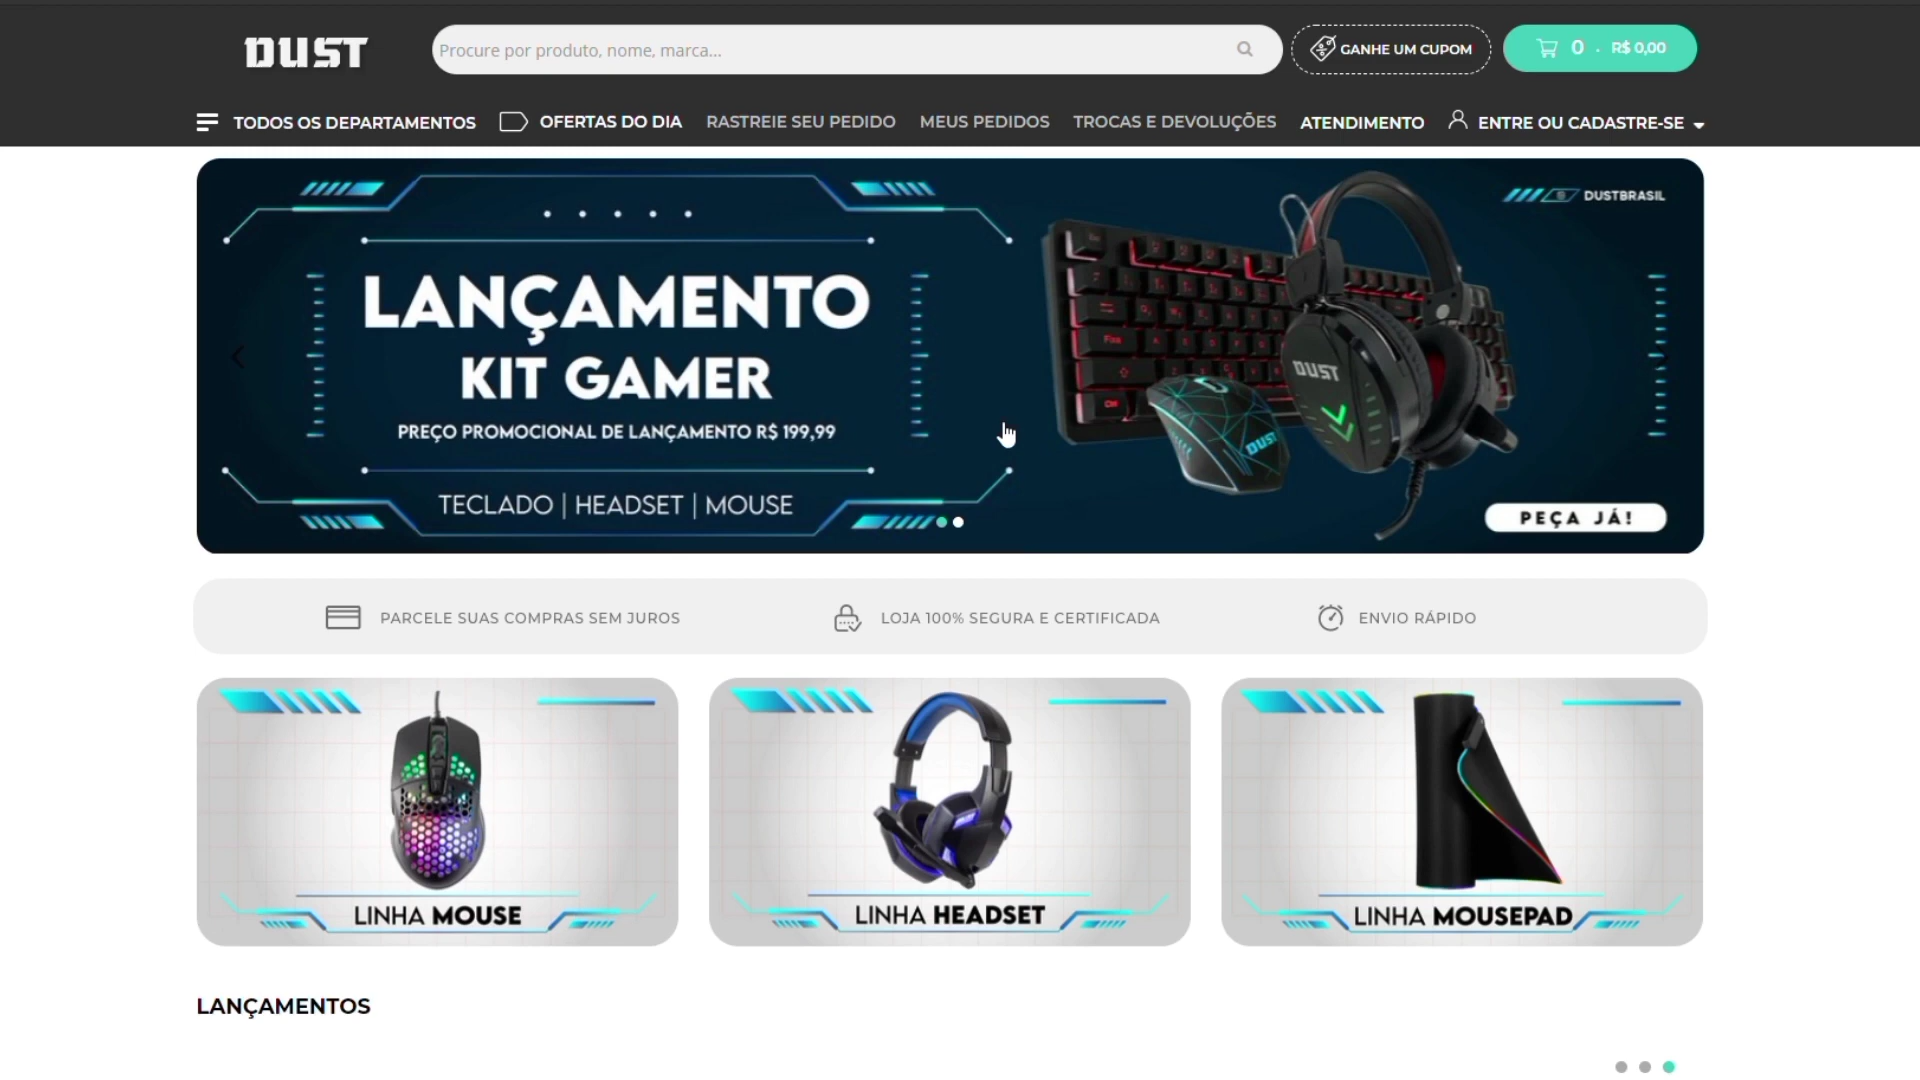 DUST
Procure por produto, nome, marca...
GANHE UM CUPOM
0 . R$ 0,00
TODOS OS DEPARTAMENTOS
OFERTAS DO DIA
RASTREIE SEU PEDIDO
MEUS PEDIDOS
TROCAS E DEVOLUÇÕES
ATENDIMENTO
ENTRE OU CADASTRE-SE
DUSTBRASIL
LANÇAMENTO
KIT GAMER
PREÇO PROMOCIONAL DE LANÇAMENTO R$ 199,99
TECLADO | HEADSET | MOUSE
DUST
DUST
PEÇA JÁ!
PARCELE SUAS COMPRAS SEM JUROS
LOJA 100% SEGURA E CERTIFICADA
ENVIO RÁPIDO
LINHA MOUSE
LINHA HEADSET
LINHA MOUSEPAD
LANÇAMENTOS